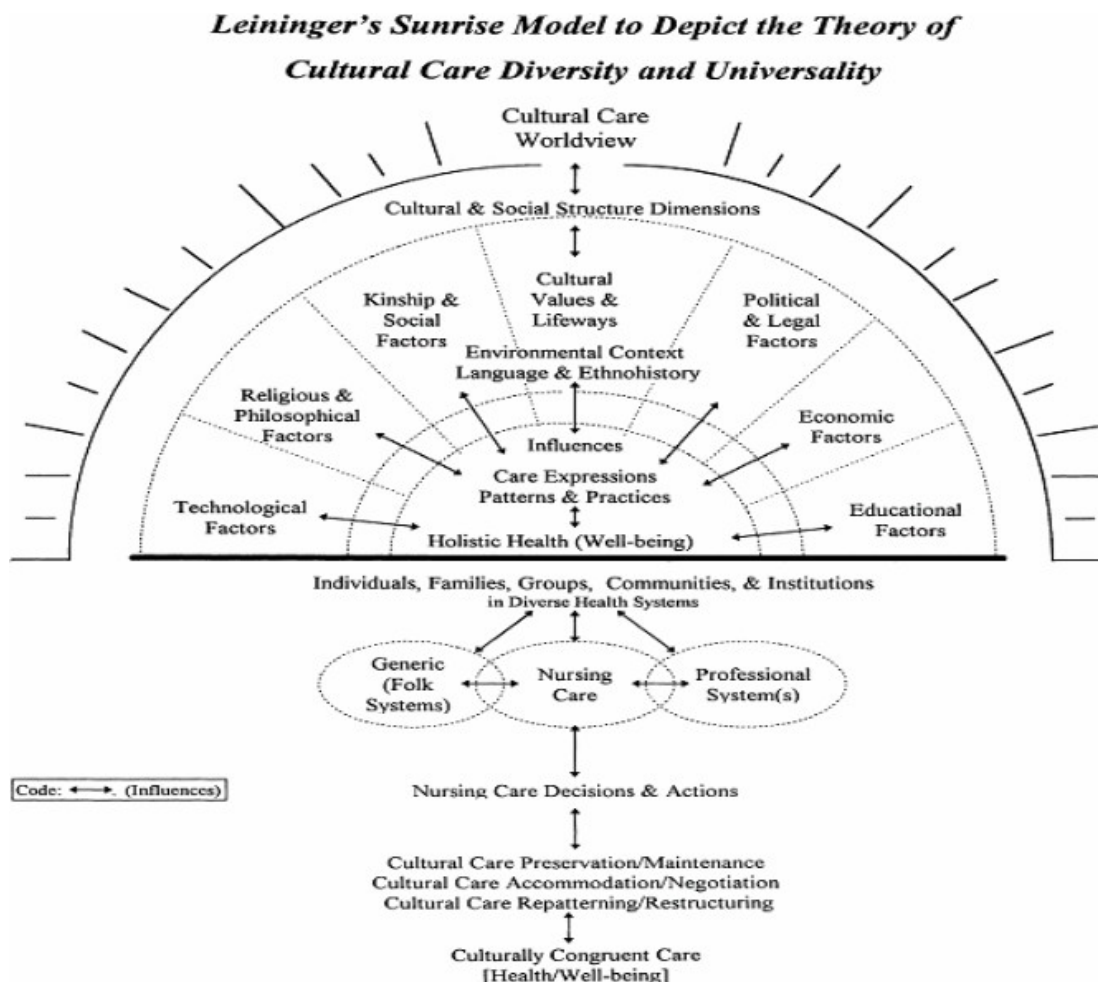 Leininger's Sunrise Model to Depict the Theory of
Cultural Care Diversity and Universality
Cultural Care
Worldview
Cultural & Social Structure Dimensions
Cultural
Values &
Lifeways
Kinship &
Social
Factors
Political
& Legal
Factors
Environmental Context
Language & Ethnohistory
Religious &
Philosophical
Factors
Economic
Factors
Influences
Care Expressions
Patterns & Practices
Technological
Factors
Educational
Factors
Holistic Health (Well-being)
Individuals, Families, Groups, Communities, & Institutions
in Diverse Health Systems
Generic
(Folk
Systems)
Nursing
Care
Professional
System(s)
Code: ↔. (Influences)
Nursing Care Decisions & Actions
Cultural Care Preservation/Maintenance
Cultural Care Accommodation/Negotiation
Cultural Care Repatterning/Restructuring
Culturally Congruent Care
[Health/Well-being]